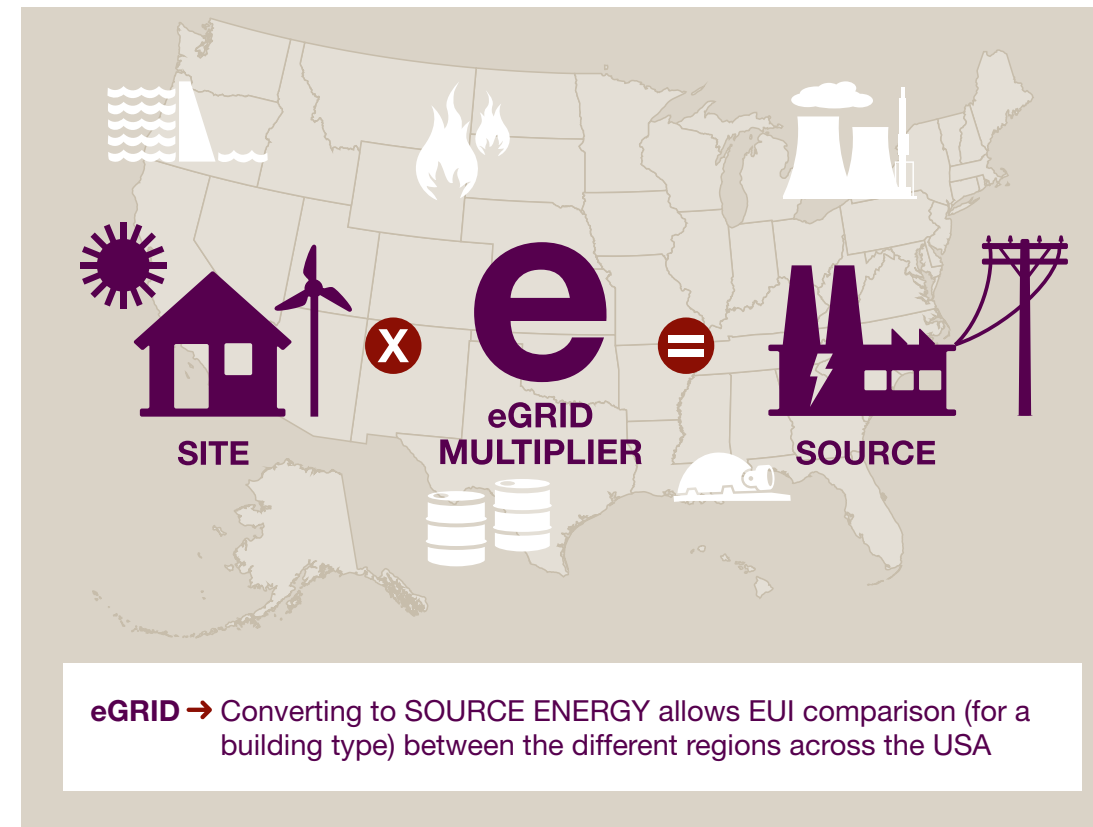 X
e
=
eGRID
MULTIPLIER
SITE
SOURCE
eGRID → Converting to SOURCE ENERGY allows EUI comparison (for a
building type) between the different regions across the USA